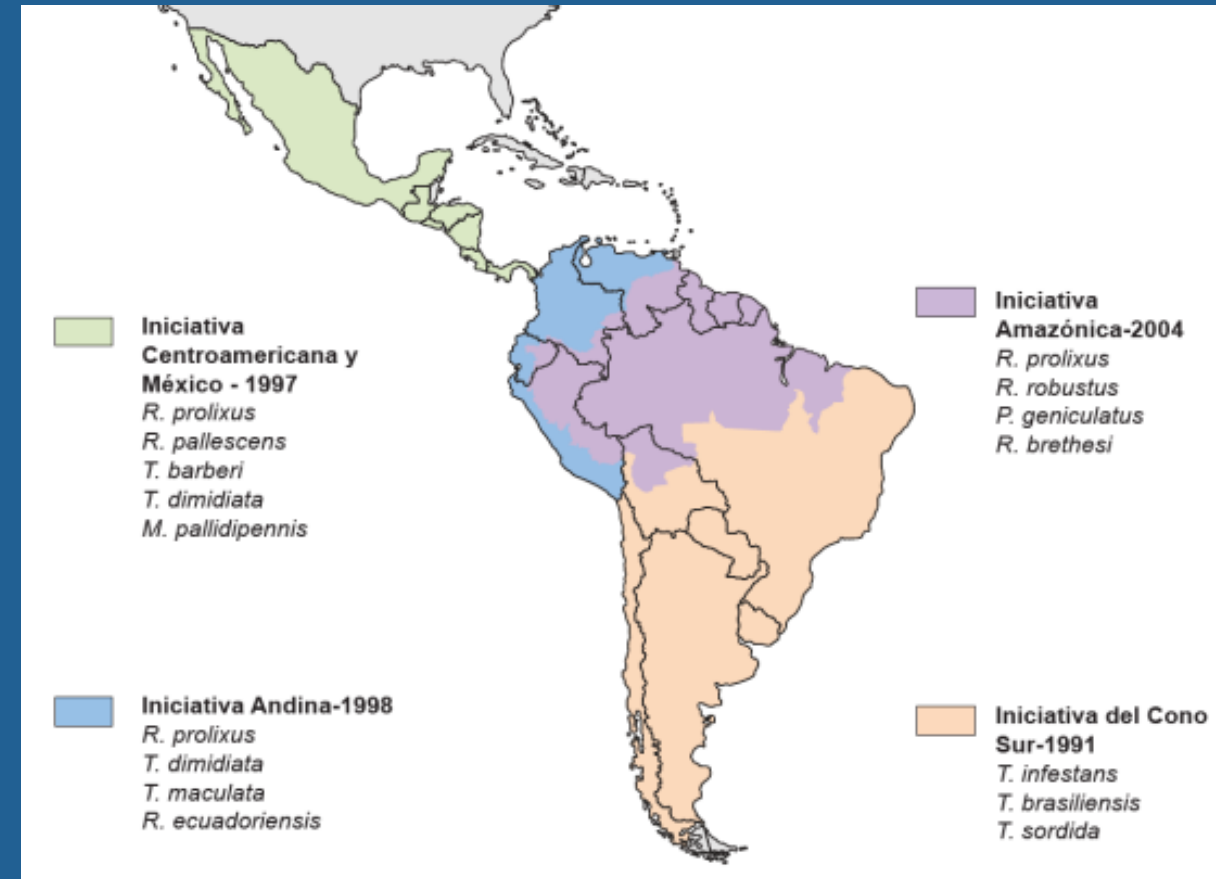 Iniciativa
Centroamericana y
México - 1997
R. prolixus
R. pallescens
T. barberi
T. dimidiata
M. pallidipennis
Iniciativa Andina-1998
R. prolixus
T. dimidiata
T. maculata
R. ecuadoriensis
Iniciativa
Amazónica-2004
R. prolixus
R. robustus
P. geniculatus
R. brethesi
Iniciativa del Cono
Sur-1991
T. infestans
T. brasiliensis
T. sordida